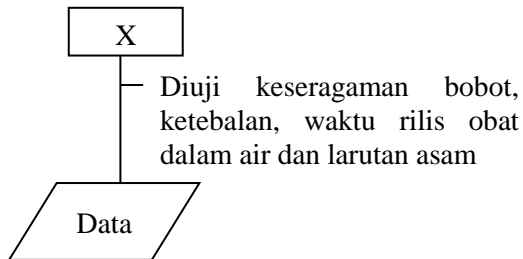 X
Diuji keseragaman bobot,
ketebalan, waktu rilis obat
dalam air dan larutan asam
Data